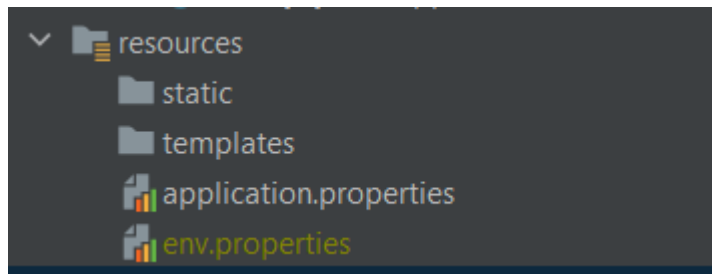 resources
static
templates
application.properties
env.properties